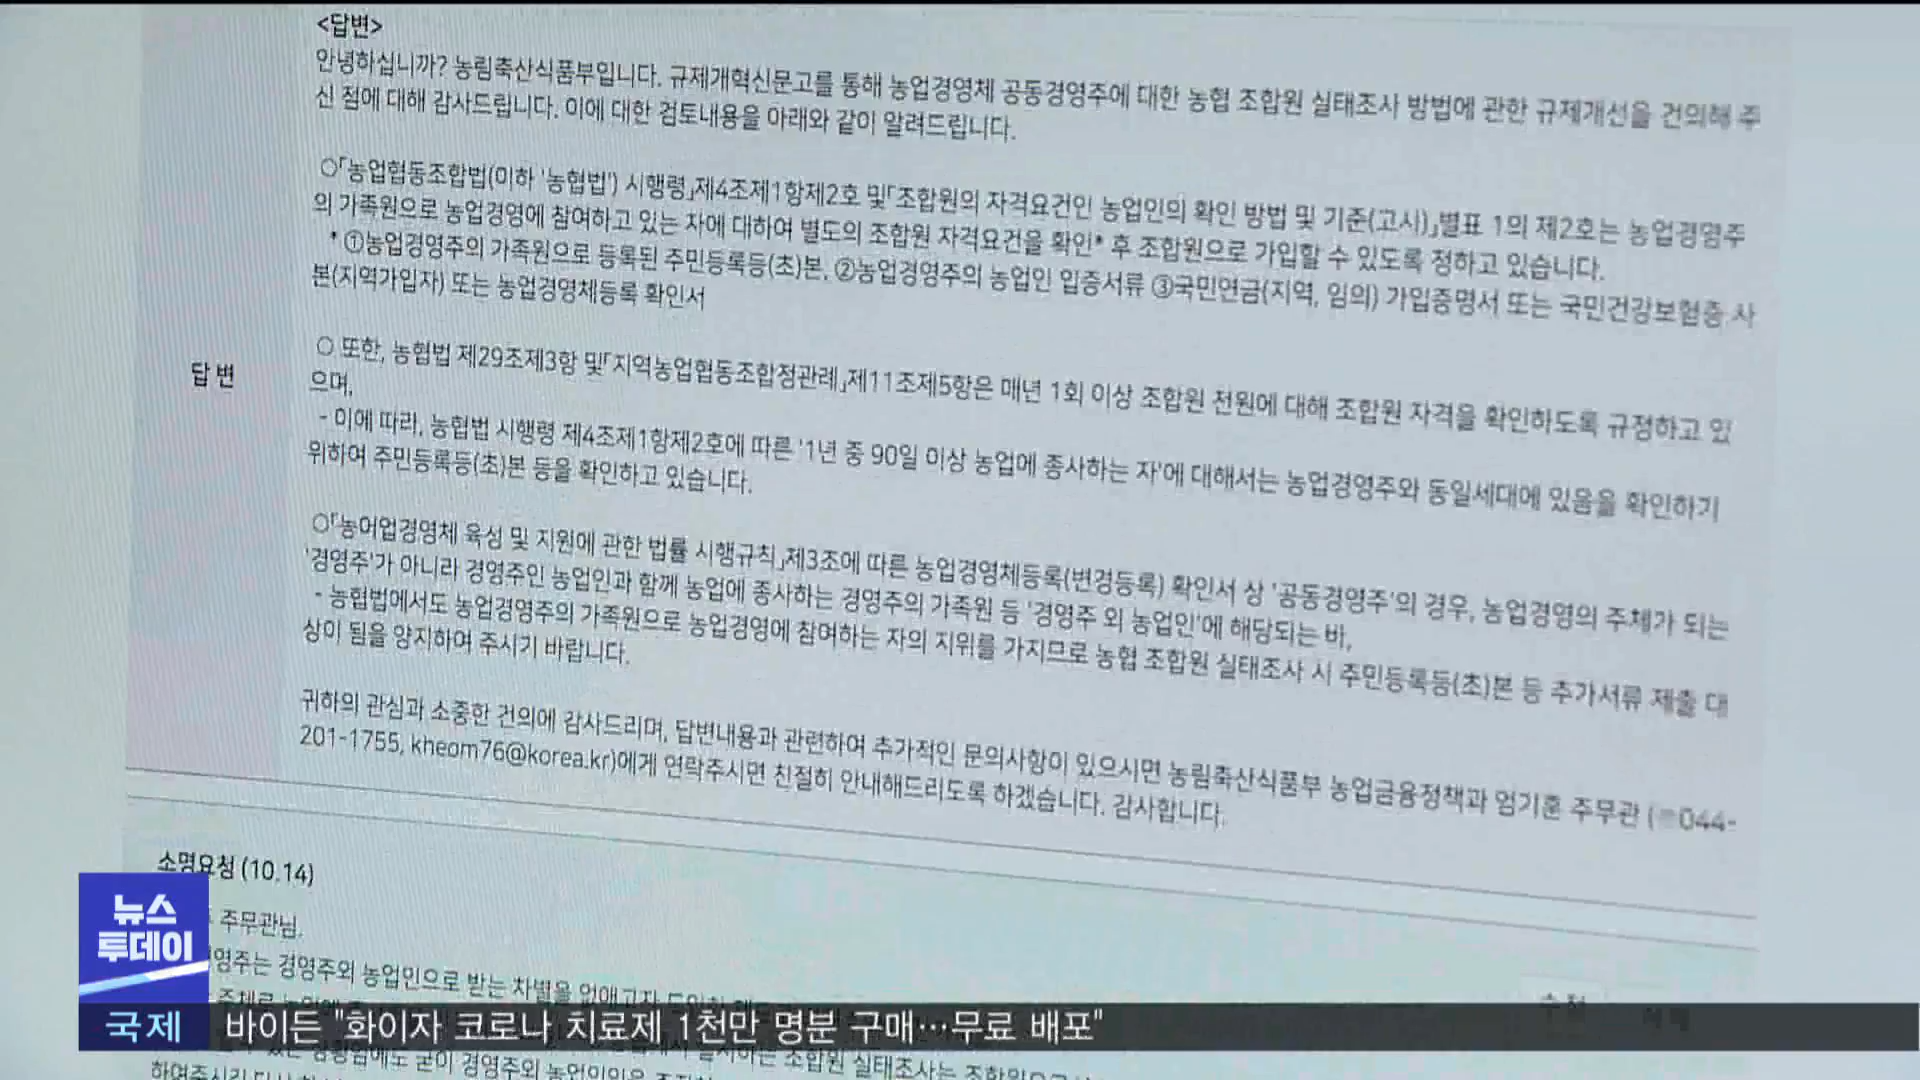 <답변>
안녕하십니까? 농림축산식품부입니다. 규제개혁신문고를 통해 농업경영체 공동경영주에 대한 농협 조합원 실태조사 방법에 관한 규제개선을 건의해 주
신 점에 대해 감사드립니다. 이에 대한 검토내용을 아래와 같이 알려드립니다.
○「농업협동조합법(이하 '농협법') 시행령」제4조제1항제2호 및「조합원의 자격요건인 농업인의 확인 방법 및 기준(고시)」별표 1의 제2호는 농업경영주
의 가족원으로 농업경영에 참여하고 있는 자에 대하여 별도의 조합원 자격요건을 확인* 후 조합원으로 가입할 수 있도록 정하고 있습니다.
* ①농업경영주의 가족원으로 등록된 주민등록등(초)본, ②농업경영주의 농업인 입증서류 ③국민연금(지역, 임의) 가입증명서 또는 국민건강보험증 사
본(지역가입자) 또는 농업경영체등록 확인서
답변
○ 또한, 농협법 제29조제3항 및「지역농업협동조합정관례」제11조제5항은 매년 1회 이상 조합원 전원에 대해 조합원 자격을 확인하도록 규정하고 있
으며,
- 이에 따라, 농협법 시행령 제4조제1항제2호에 따른 '1년 중 90일 이상 농업에 종사하는 자'에 대해서는 농업경영주와 동일세대에 있음을 확인하기
위하여 주민등록등(초)본 등을 확인하고 있습니다.
○「농어업경영체 육성 및 지원에 관한 법률 시행규칙」제3조에 따른 농업경영체등록(변경등록) 확인서 상 '공동경영주'의 경우, 농업경영의 주체가 되는
'경영주'가 아니라 경영주인 농업인과 함께 농업에 종사하는 경영주의 가족원 등 '경영주 외 농업인'에 해당되는 바,
- 농협법에서도 농업경영주의 가족원으로 농업경영에 참여하는 자의 지위를 가지므로 농협 조합원 실태조사 시 주민등록등(초)본 등 추가서류 제출 대
상이 됨을 양지하여 주시기 바랍니다.
귀하의 관심과 소중한 건의에 감사드리며, 답변내용과 관련하여 추가적인 문의사항이 있으시면 농림축산식품부 농업금융정책과 엄기훈 주무관 (☎044-
201-1755, kheom76@korea.kr)에게 연락주시면 친절히 안내해드리도록 하겠습니다. 감사합니다.
소명요청 (10.14)
주무관님.
영주는 경영주외 농업인으로 받는 차별을 없애고자
뉴스
투데이
국제 바이든 "화이자 코로나 치료제 1천만 명분 구매…무료 배포"
굳이 경영주외 농업인임을 조합원 실태조사는